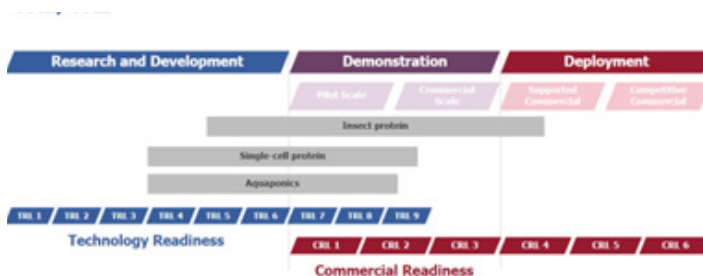 Research and Development Demonstration Deployment
Pilot Scale Commercial Scale Supported Commercial Competitive Commercial
Insect protein
Single-cell protein
Aquaponics
TRL 1 TRL 2 TRL 3 TRL 4 TRL 5 TRL 6 TRL 7 TRL 8 TRL 9
Technology Readiness
CRL 1 CRL 2 CRL 3 CRL 4 CRL 5 CRL 6
Commercial Readiness